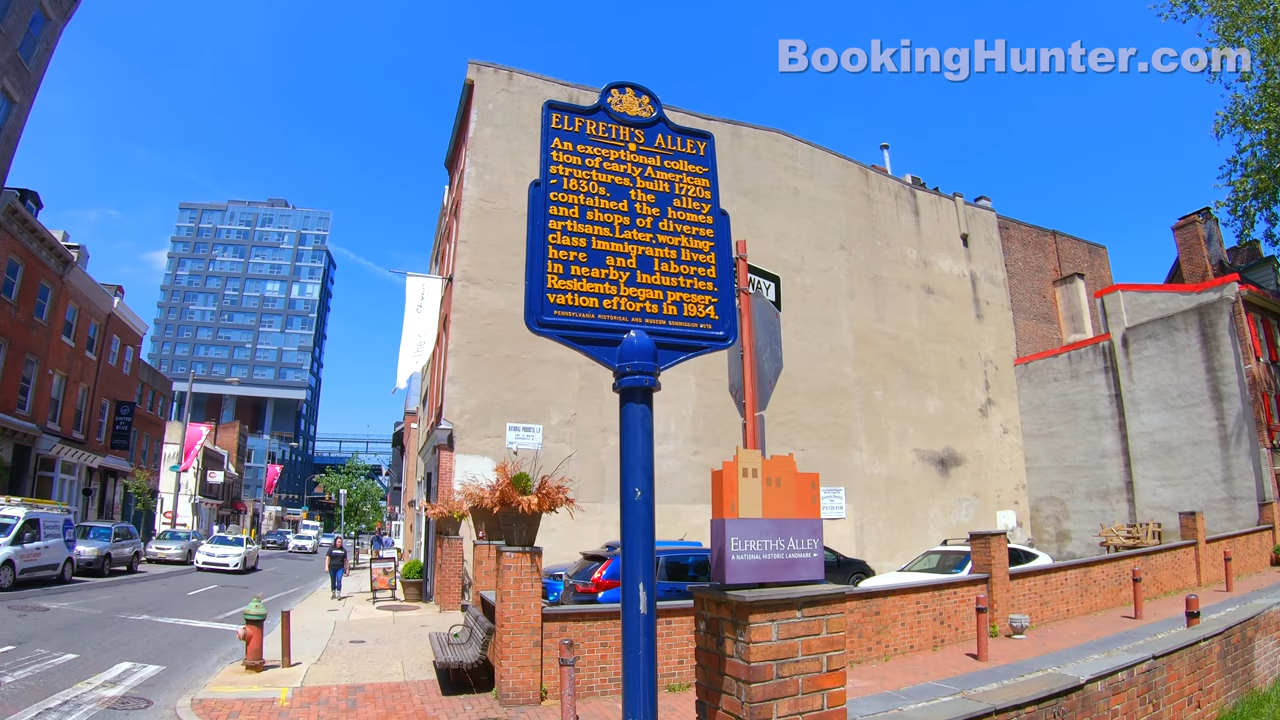 BookingHunter.com
ELFRETH'S ALLEY
An exceptional collec-
tion of early American
structures, built 1720s
- 1830s, the alley
contained the homes
and shops of diverse
artisans. Later, working-
class immigrants lived
here and labored
in nearby industries.
Residents began preser-
vation efforts in 1934.
PENNSYLVANIA HISTORICAL AND MUSEUM COMMISSION
WAY
NATIONAL PRODUCTS
ELFRETH'S ALLEY
A NATIONAL HISTORIC LANDMARK